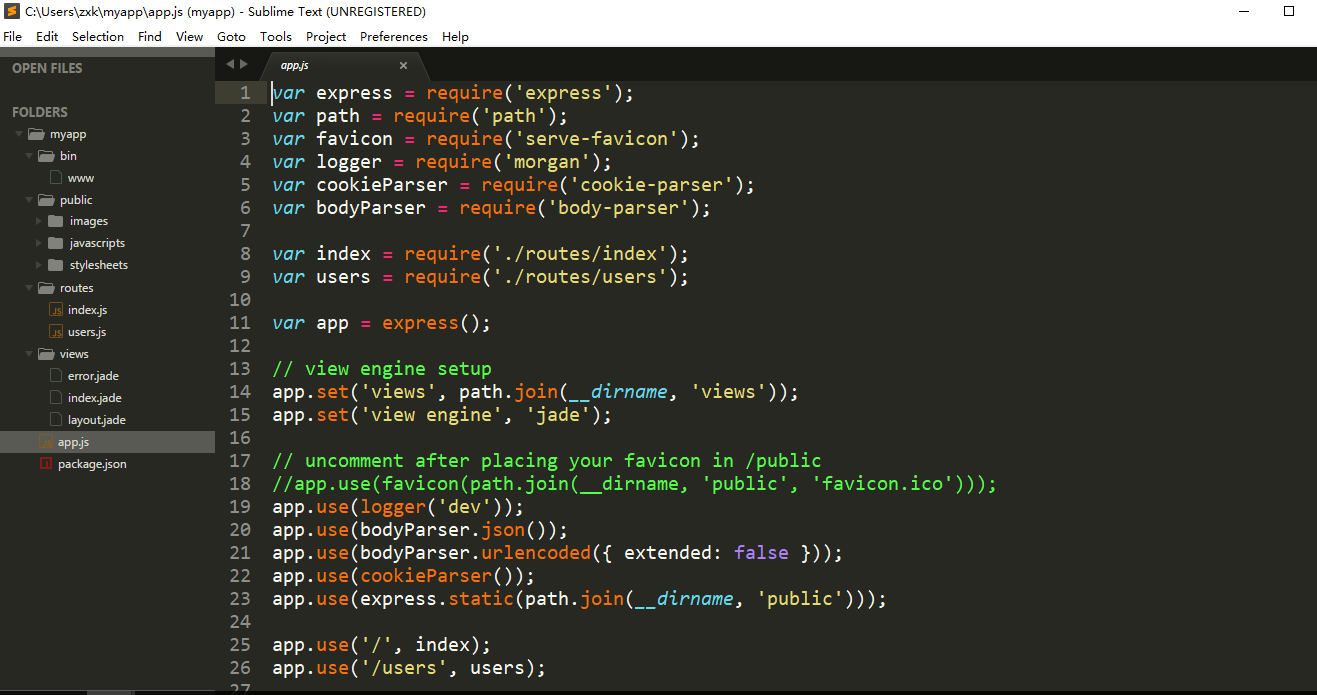 C:\Users\zxk\myapp\app.js (myapp) - Sublime Text (UNREGISTERED)
File Edit Selection Find View Goto Tools Project Preferences Help
OPEN FILES
FOLDERS
myapp
bin
www
public
images
javascripts
stylesheets
routes
JS index.js
JS users.js
views
error.jade
index.jade
layout.jade
app.js
package.json
app.js
1 var express = require('express');
2 var path = require('path');
3 var favicon = require('serve-favicon');
4 var logger = require('morgan');
5 var cookieParser = require('cookie-parser');
6 var bodyParser = require('body-parser');
7
8 var index = require('./routes/index');
9 var users = require('./routes/users');
10
11 var app = express();
12
13 // view engine setup
14 app.set('views', path.join(__dirname, 'views'));
15 app.set('view engine', 'jade');
16
17 // uncomment after placing your favicon in /public
18 //app.use(favicon(path.join(__dirname, 'public', 'favicon.ico')));
19 app.use(logger('dev'));
20 app.use(bodyParser.json());
21 app.use(bodyParser.urlencoded({ extended: false }));
22 app.use(cookieParser());
23 app.use(express.static(path.join(__dirname, 'public')));
24
25 app.use('/', index);
26 app.use('/users', users);
27